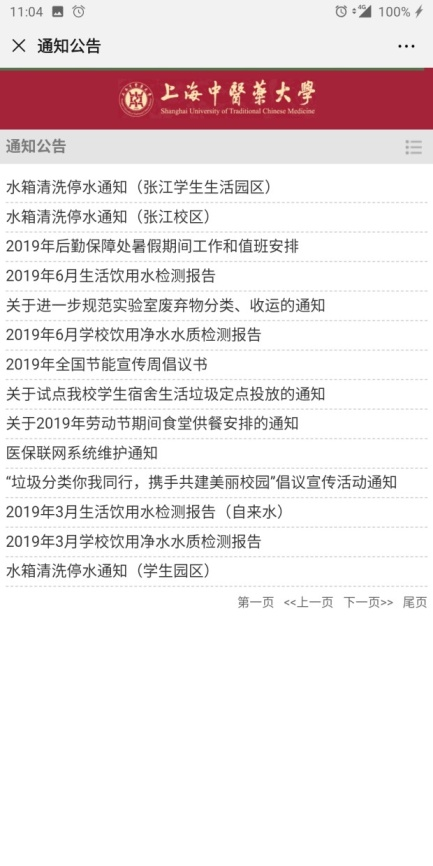 11:04
4G
100%
通知公告
上海中醫藥大學
Shanghai University of Traditional Chinese Medicine
通知公告
水箱清洗停水通知（张江学生生活园区）
水箱清洗停水通知（张江校区）
2019年后勤保障处暑假期间工作和值班安排
2019年6月生活饮用水检测报告
关于进一步规范实验室废弃物分类、收运的通知
2019年6月学校饮用净水水质检测报告
2019年全国节能宣传周倡议书
关于试点我校学生宿舍生活垃圾定点投放的通知
关于2019年劳动节期间食堂供餐安排的通知
医保联网系统维护通知
“垃圾分类你我同行，携手共建美丽校园”倡议宣传活动通知
2019年3月生活饮用水检测报告（自来水）
2019年3月学校饮用净水水质检测报告
水箱清洗停水通知（学生园区）
第一页 <<上一页 下一页>> 尾页